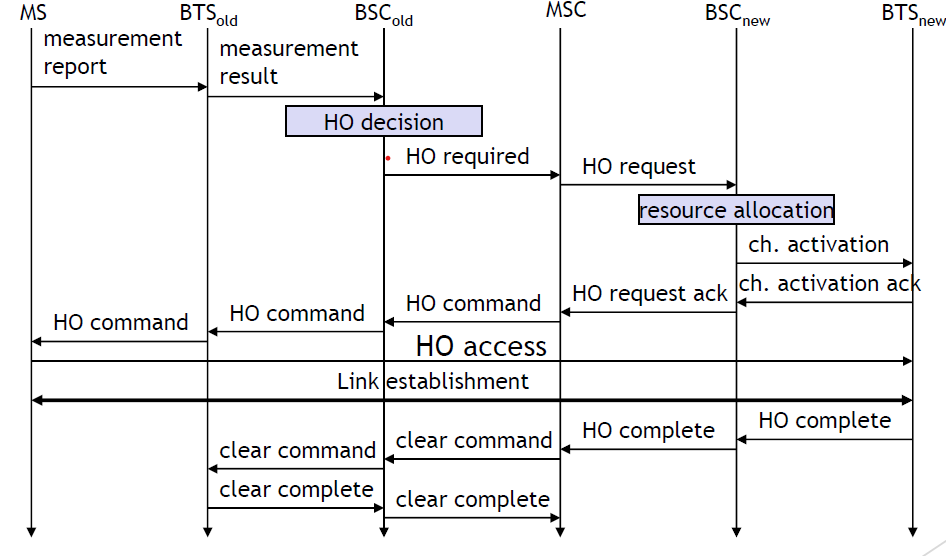 MS
BTSold
BSCold
MSC
BSCnew
BTSnew
measurement
report
measurement
result
HO decision
HO required
HO request
resource allocation
ch. activation
ch. activation ack
HO request ack
HO command
HO command
HO command
HO access
Link establishment
HO complete
HO complete
clear command
clear command
clear complete
clear complete